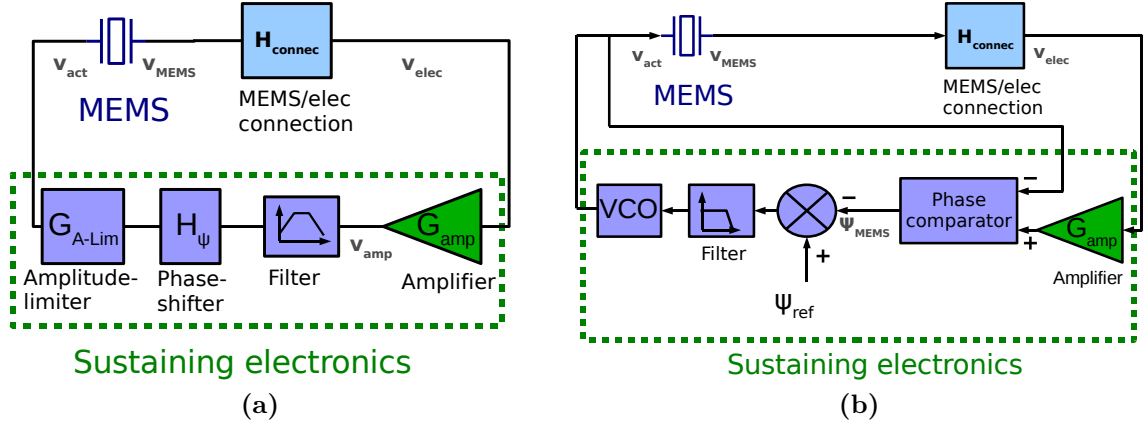 H_connec
v_act
v_MEMS
v_elec
MEMS
MEMS/elec
connection
G_A-Lim
H_ψ
v_amp
G_amp
Amplitude-
limiter
Phase-
shifter
Filter
Amplifier
Sustaining electronics
(a)
H_connec
v_act
v_MEMS
v_elec
MEMS
MEMS/elec
connection
VCO
Filter
−
Ψ_MEMS
+
Ψ_ref
Phase
comparator
−
+
G_amp
Amplifier
Sustaining electronics
(b)